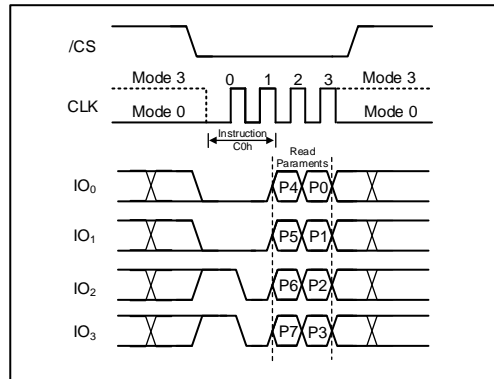 /CS
Mode 3 0 1 2 3 Mode 3
CLK Mode 0 Mode 0
Instruction
C0h
Read
Paraments
IO0 P4 P0
IO1 P5 P1
IO2 P6 P2
IO3 P7 P3